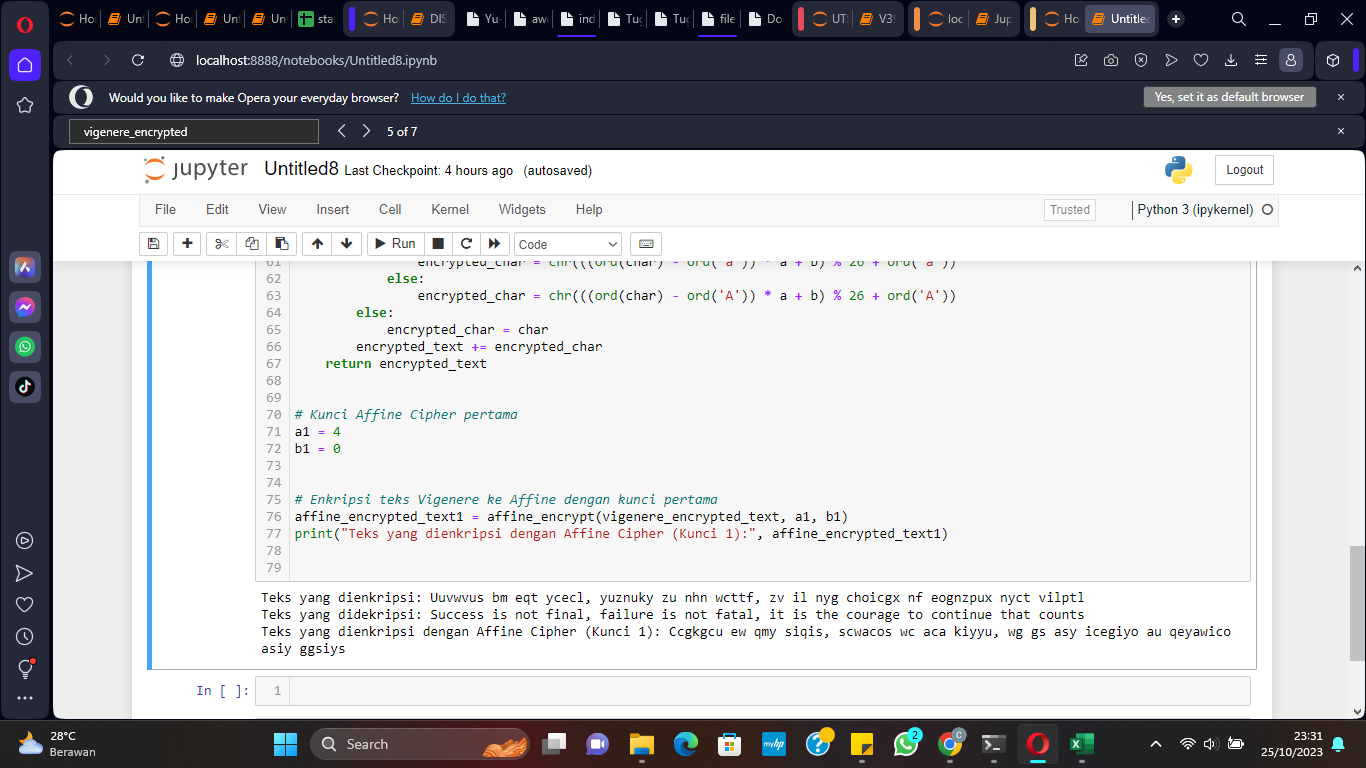 Ho
Unt
Ho
Unt
Unt
sta
Ho
DIS
Yu-
aw
ind
Tug
Tug
file
Do
UTS
V3
loc
Jup
Ho
Untitle
localhost:8888/notebooks/Untitled8.ipynb
Would you like to make Opera your everyday browser? How do I do that?
Yes, set it as default browser
vigenere_encrypted
5 of 7
jupyter Untitled8 Last Checkpoint: 4 hours ago (autosaved)
Logout
File Edit View Insert Cell Kernel Widgets Help
Trusted
Python 3 (ipykernel)
Run
Code
61 encrypted_char = chr(((ord(char) - ord('a')) * a + b) % 26 + ord('a'))
62 else:
63 encrypted_char = chr(((ord(char) - ord('A')) * a + b) % 26 + ord('A'))
64 else:
65 encrypted_char = char
66 encrypted_text += encrypted_char
67 return encrypted_text
68
69
70 # Kunci Affine Cipher pertama
71 a1 = 4
72 b1 = 0
73
74
75 # Enkripsi teks Vigenere ke Affine dengan kunci pertama
76 affine_encrypted_text1 = affine_encrypt(vigenere_encrypted_text, a1, b1)
77 print("Teks yang dienkripsi dengan Affine Cipher (Kunci 1):", affine_encrypted_text1)
78
79
Teks yang dienkripsi: Uuvwvus bm eqt ycecl, yuznuky zu nhn wcttf, zv il nyg choicgx nf eognzpux nyct vilptl
Teks yang didekripsi: Success is not final, failure is not fatal, it is the courage to continue that counts
Teks yang dienkripsi dengan Affine Cipher (Kunci 1): Ccgkgcu ew qmy siqis, scwacos wc aca kiyyu, wg gs asy icegiyo au qeyawico
asiy ggsiys
In [ ]: 1
28°C
Berawan
Search
myhp
2
C
23:31
25/10/2023